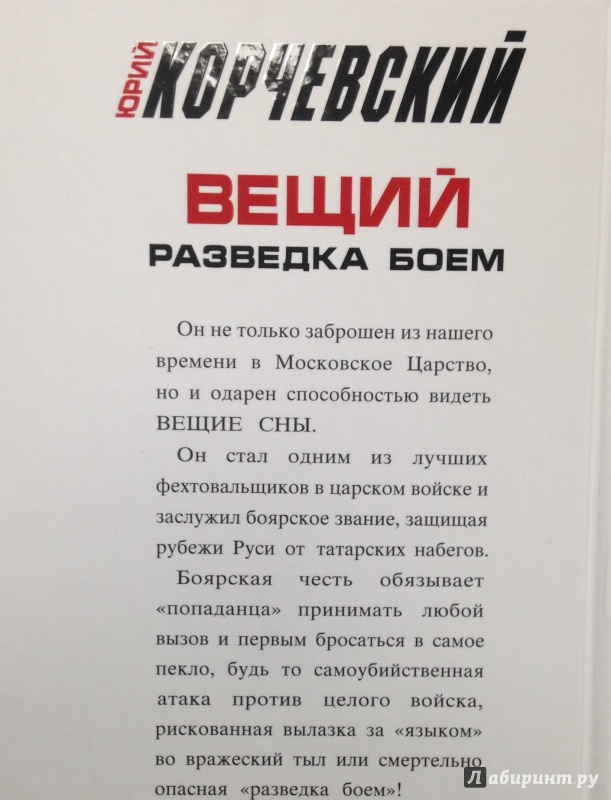 ЮРИЙ КОРЧЕВСКИЙ
ВЕЩИЙ
РАЗВЕДКА БОЕМ
Он не только заброшен из нашего
времени в Московское Царство,
но и одарен способностью видеть
ВЕЩИЕ СНЫ.
Он стал одним из лучших
фехтовальщиков в царском войске и
заслужил боярское звание, защищая
рубежи Руси от татарских набегов.
Боярская честь обязывает
«попаданца» принимать любой
вызов и первым бросаться в самое
пекло, будь то самоубийственная
атака против целого войска,
рискованная вылазка за «языком»
во вражеский тыл или смертельно
опасная «разведка боем»!
Лабиринт.ру